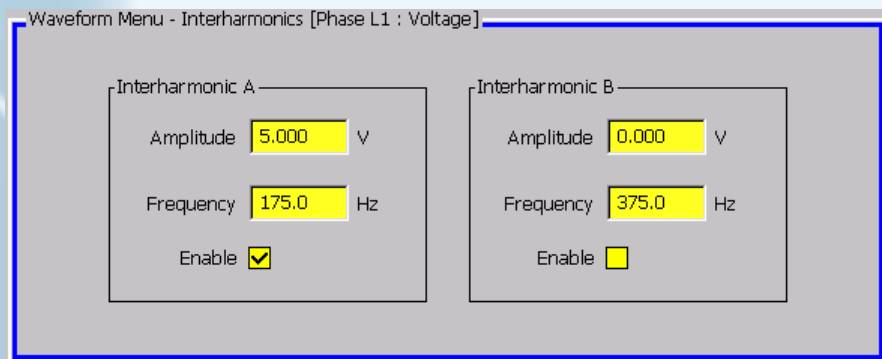 Waveform Menu - Interharmonics [Phase L1 : Voltage]
Interharmonic A
Amplitude 5.000 V
Frequency 175.0 Hz
Enable
Interharmonic B
Amplitude 0.000 V
Frequency 375.0 Hz
Enable